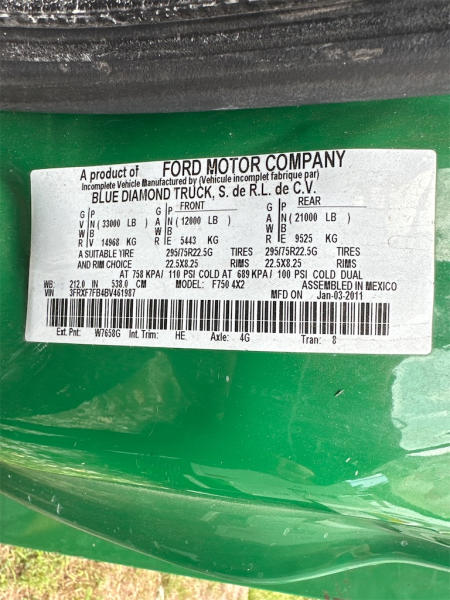 A product of FORD MOTOR COMPANY
Incomplete Vehicle Manufactured by (Vehicule incomplet fabrique par)
BLUE DIAMOND TRUCK, S. de R.L. de C.V.
G P G P FRONT G P REAR
V N ( 33000 LB ) A N ( 12000 LB ) A N ( 21000 LB )
W B W B W B
R V 14968 KG R E 5443 KG R E 9525 KG
A SUITABLE TIRE 295/75R22.5G TIRES 295/75R22.5G TIRES
AND RIM CHOICE 22.5X8.25 RIMS 22.5X8.25 RIMS
AT 758 KPA/ 110 PSI COLD AT 689 KPA/ 100 PSI COLD DUAL
WB: 212.0 IN 538.0 CM MODEL: F750 4X2 ASSEMBLED IN MEXICO
VIN 3FRXF7FB4BV461987 MFD ON Jan-03-2011
Ext. Pnt: W7658G Int. Trim: HE Axle: 4G Tran: 8